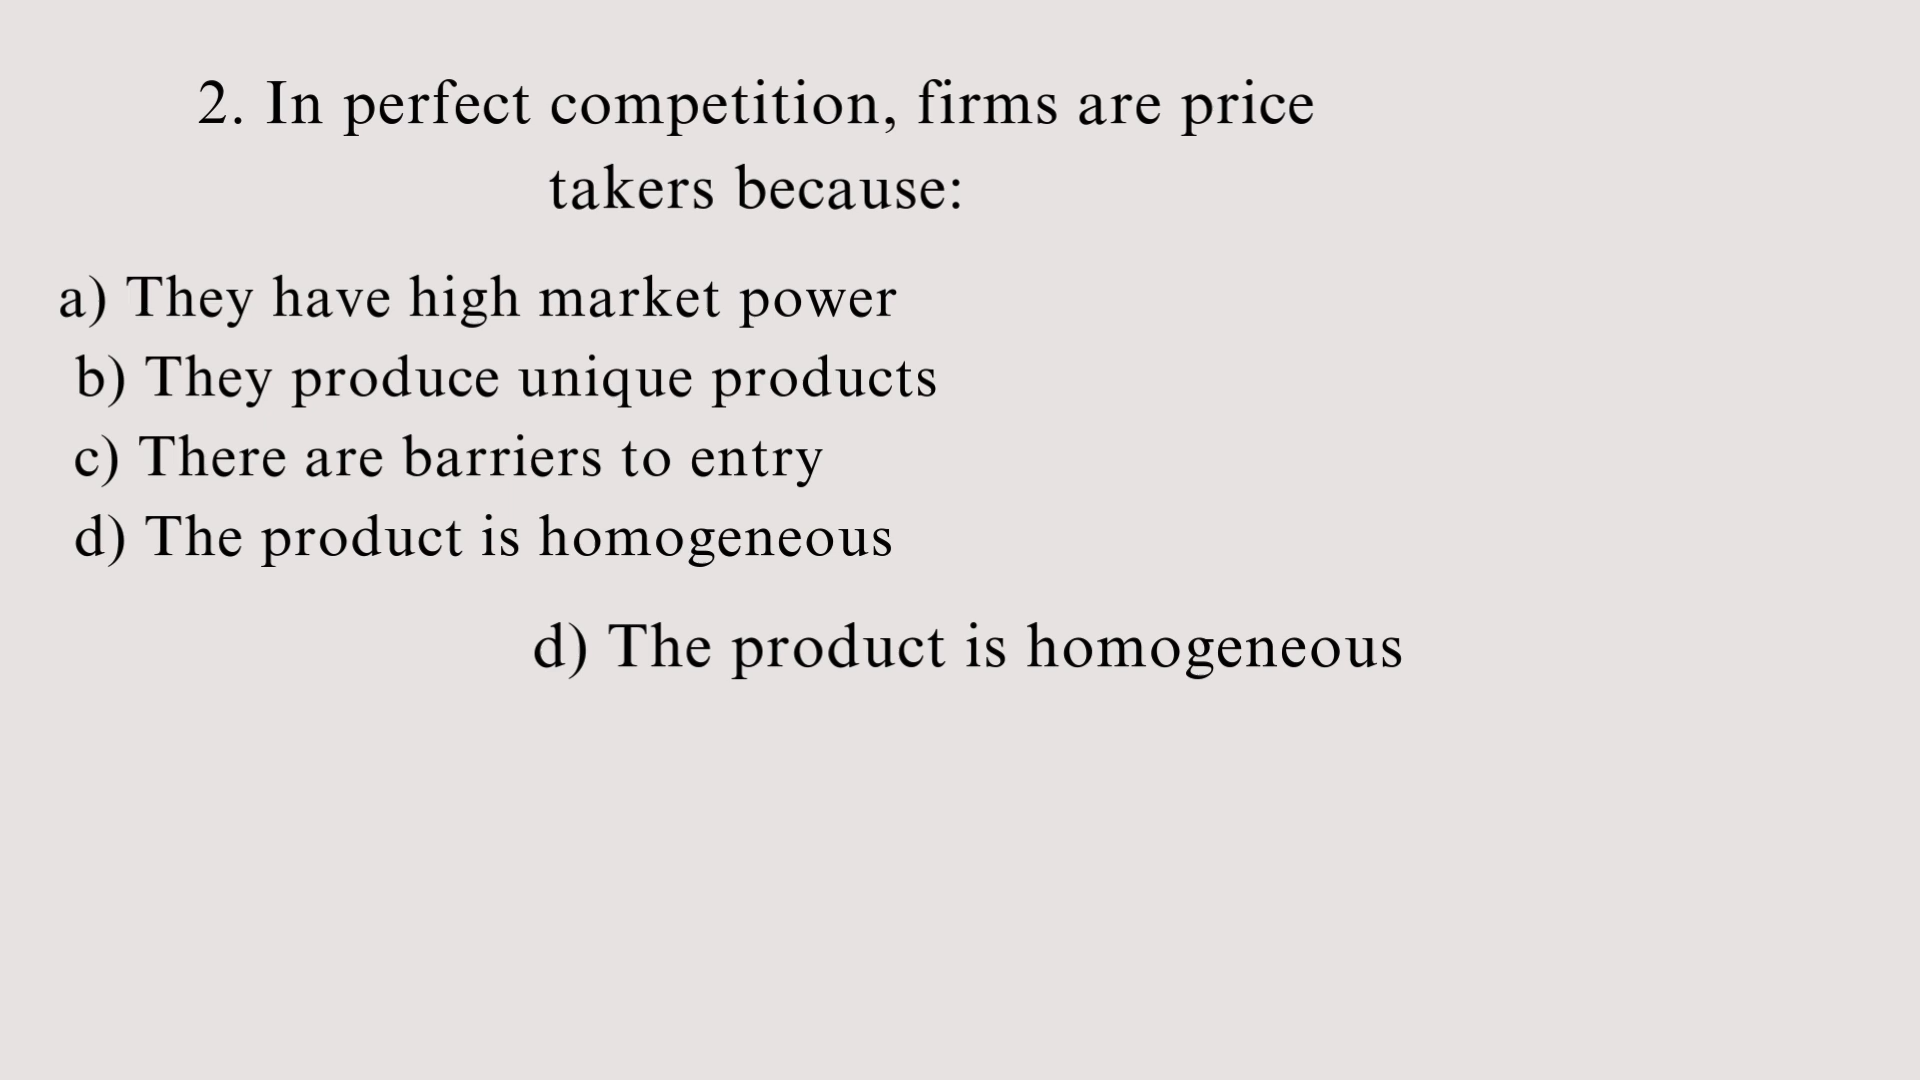 2. In perfect competition, firms are price
takers because:
a) They have high market power
b) They produce unique products
c) There are barriers to entry
d) The product is homogeneous
d) The product is homogeneous